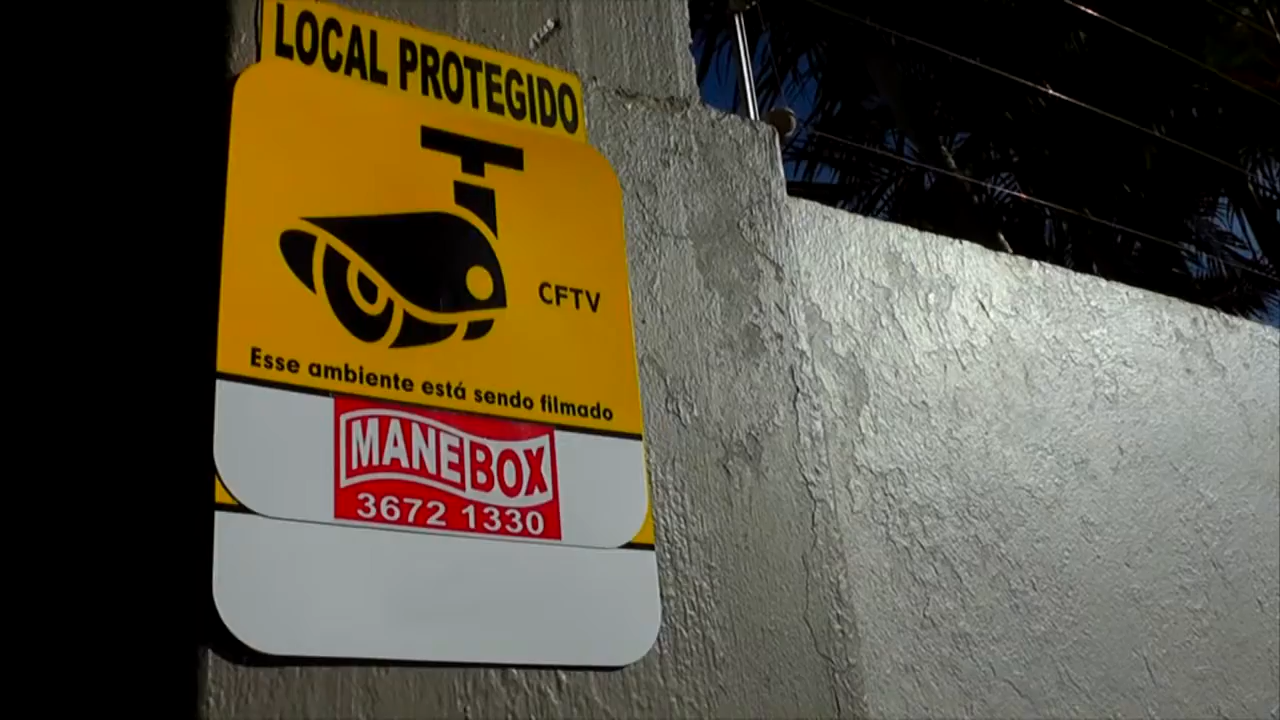 LOCAL PROTEGIDO
CFTV
Esse ambiente está sendo filmado
MANEBOX
3672 1330